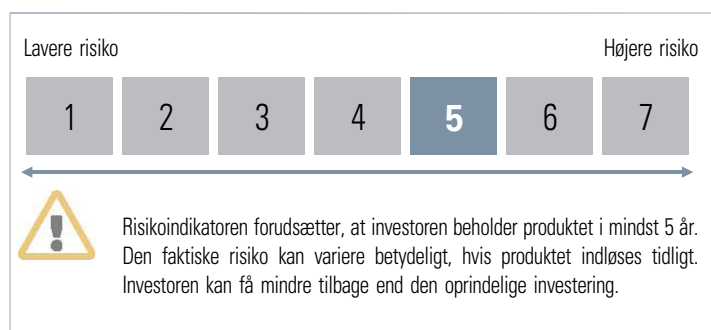 Lavere risiko Højere risiko
1 2 3 4 5 6 7
Risikoindikatoren forudsætter, at investoren beholder produktet i mindst 5 år.
Den faktiske risiko kan variere betydeligt, hvis produktet indløses tidligt.
Investoren kan få mindre tilbage end den oprindelige investering.